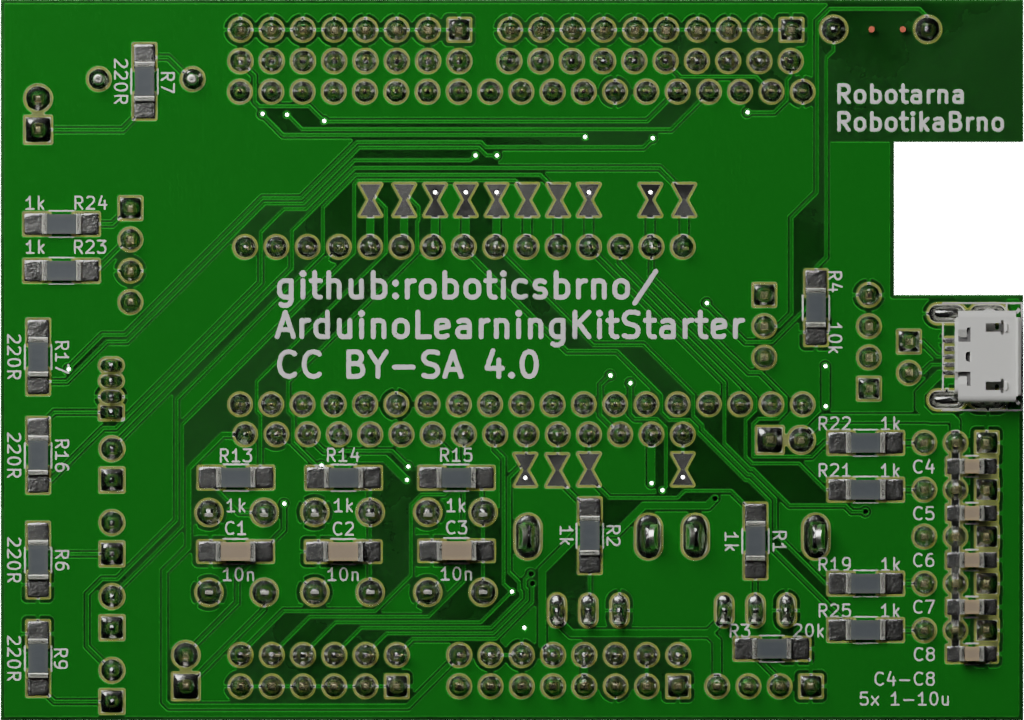 220R
R7
Robotarna
RobotikaBrno
1k R24
1k R23
github:roboticsbrno/
ArduinoLearningKitStarter
CC BY-SA 4.0
R4
10k
220R
R17
220R
R16
R22 1k
C4
R13
R14
R15
R21 1k
1k
1k
1k
C5
C1
C2
C3
1k
R2
1k
R1
220R
R6
C6
10n
10n
10n
R19 1k
C7
R25 1k
R3 20k
220R
R9
C8
C4-C8
5x 1-10u